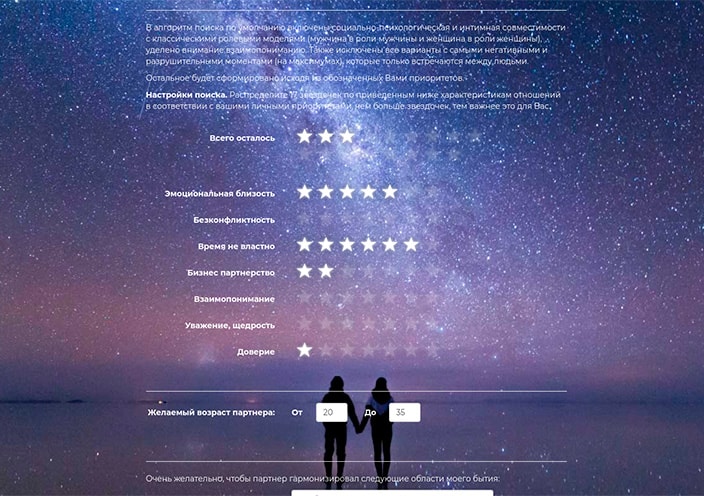 В алгоритм поиска по умолчанию включены социально-психологическая и интимная совместимости
с классическими ролевыми моделями (мужчина в роли мужчины и женщина в роли женщины),
уделено внимание взаимопониманию. Также исключены все варианты с самыми негативными и
разрушительными моментами (на максимумах), которые только встречаются между людьми.
Остальное будет сформировано исходя из обозначенных Вами приоритетов.
Настройки поиска. Распределите 17 звездочек по приведенным ниже характеристикам отношений
в соответствии с вашими личными приоритетами, чем больше звездочек, тем важнее это для Вас.
Всего осталось
Эмоциональная близость
Безконфликтность
Время не властно
Бизнес партнерство
Взаимопонимание
Уважение, щедрость
Доверие
Желаемый возраст партнера: От 20 До 35
Очень желательно, чтобы партнер гармонизировал следующие области моего бытия: